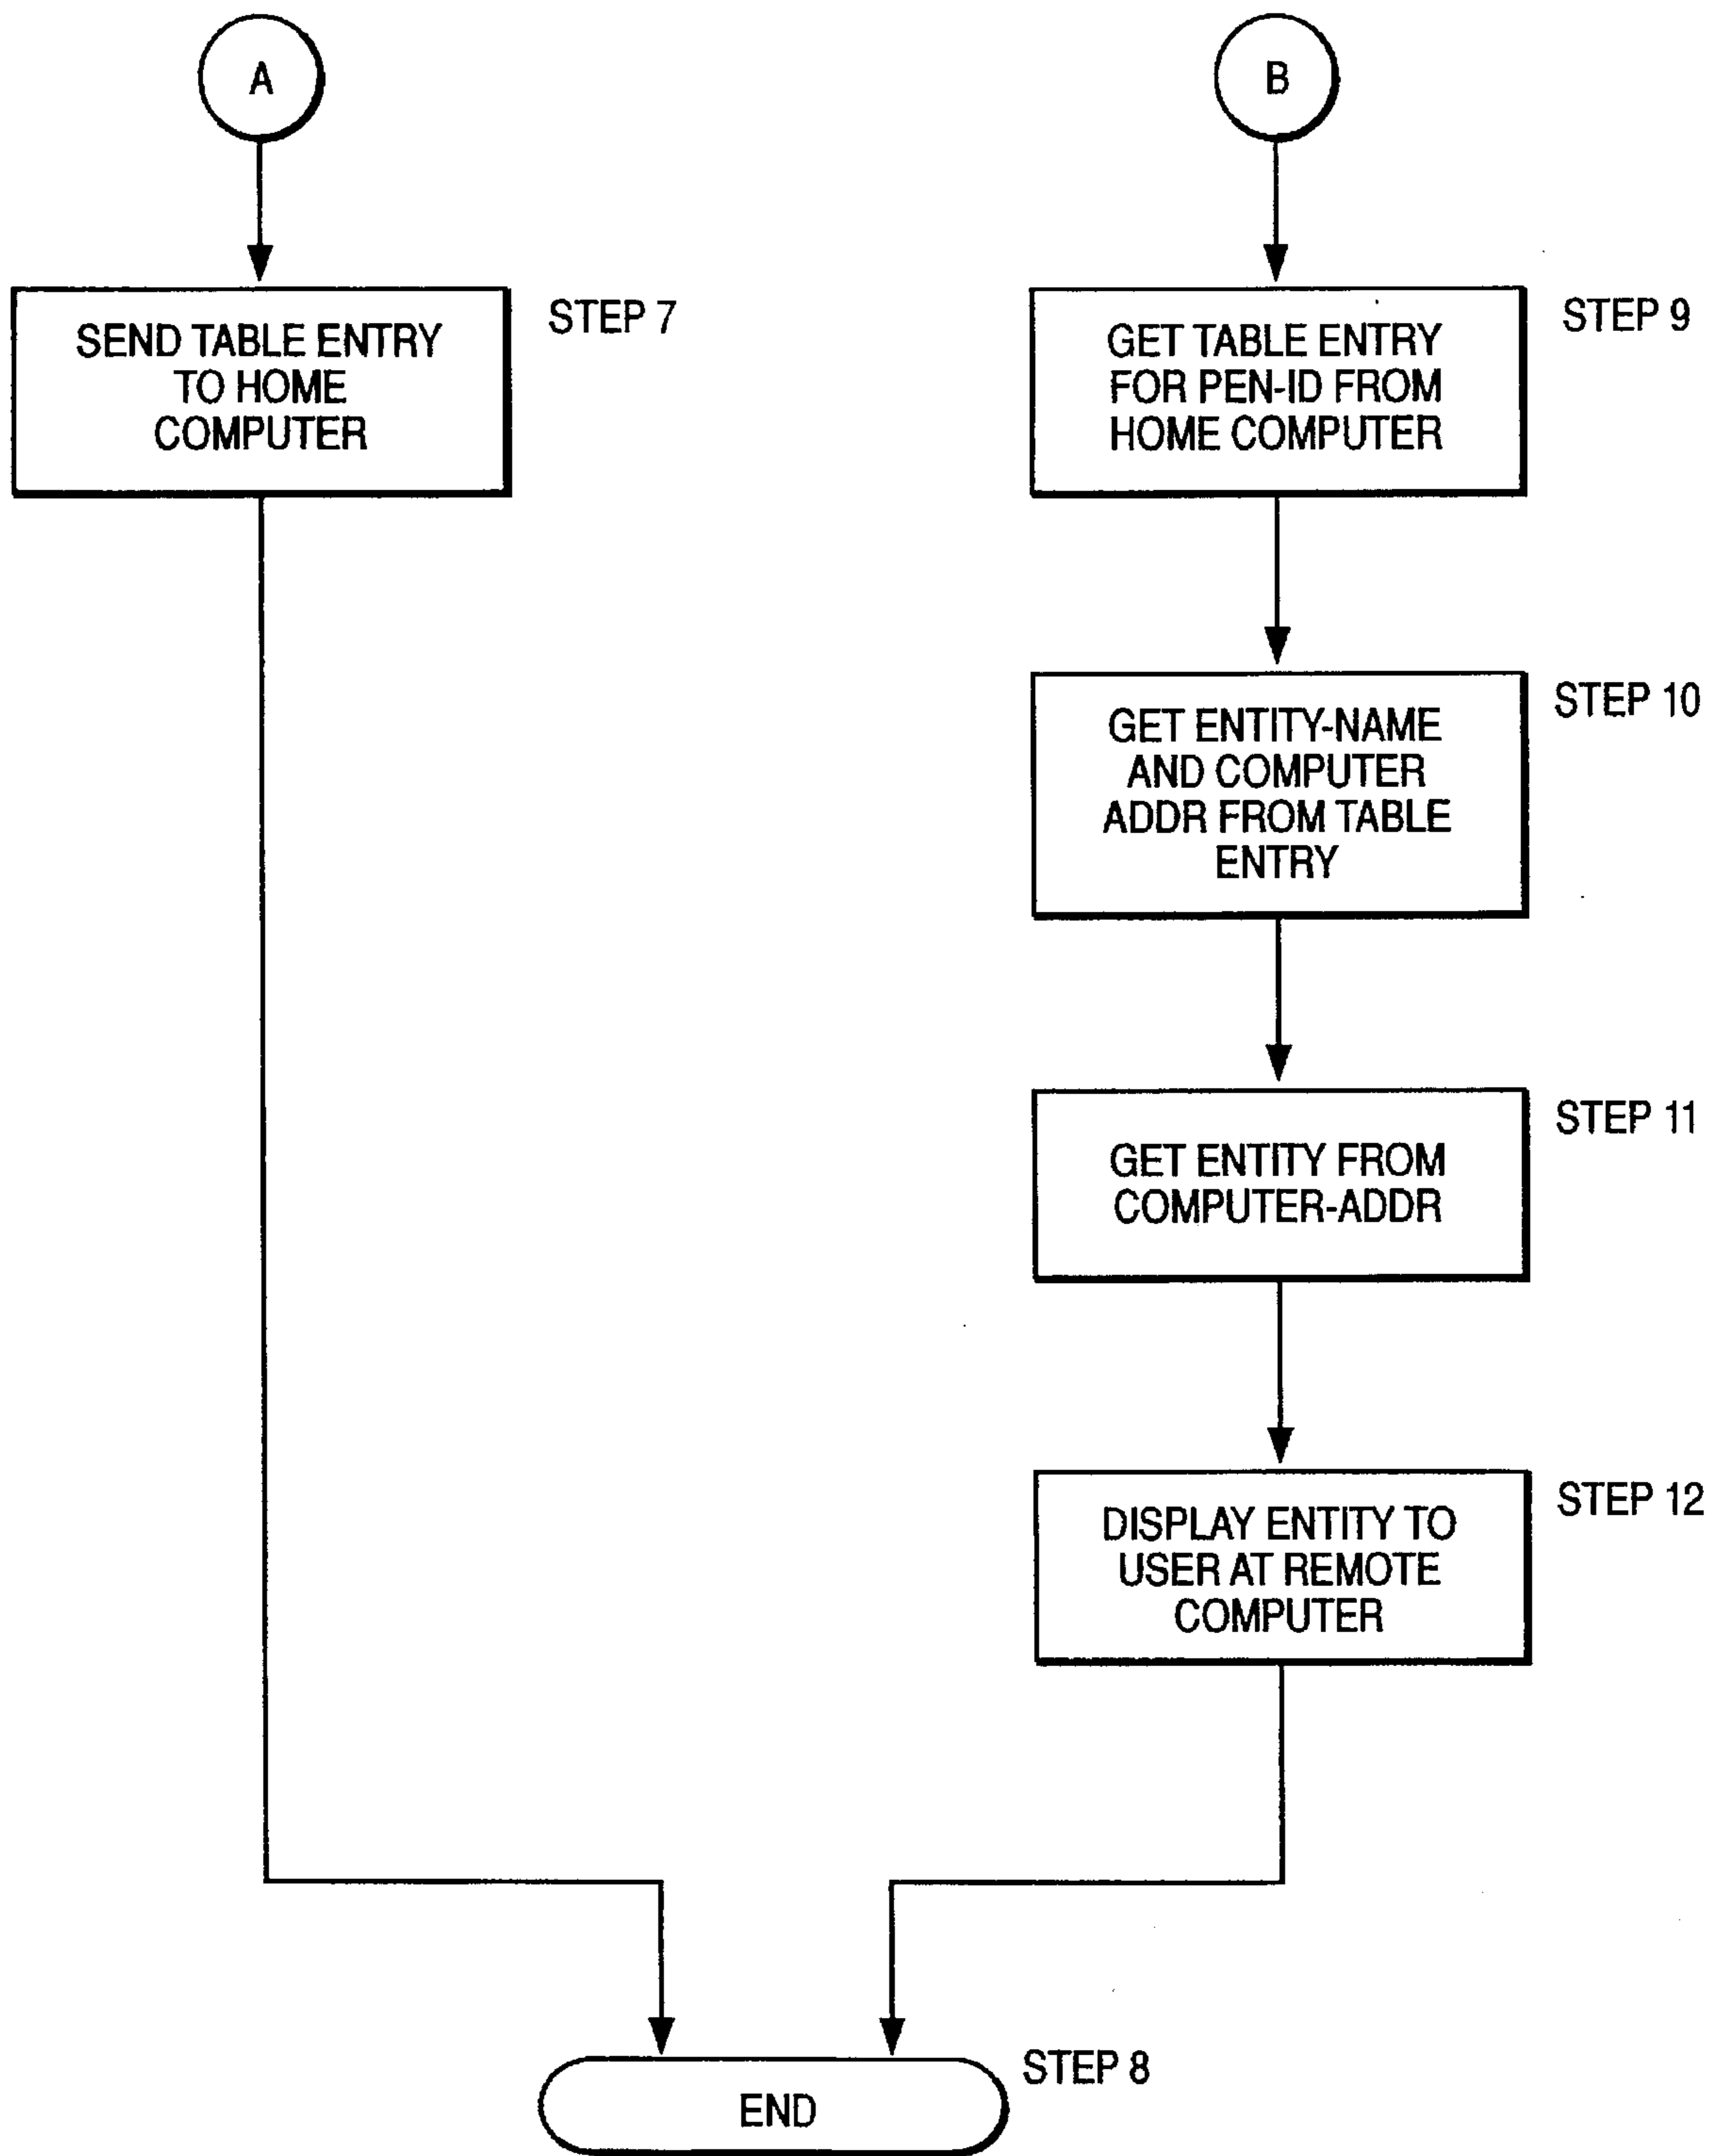 A
SEND TABLE ENTRY
TO HOME
COMPUTER
STEP 7
B
GET TABLE ENTRY
FOR PEN-ID FROM
HOME COMPUTER
STEP 9
GET ENTITY-NAME
AND COMPUTER
ADDR FROM TABLE
ENTRY
STEP 10
GET ENTITY FROM
COMPUTER-ADDR
STEP 11
DISPLAY ENTITY TO
USER AT REMOTE
COMPUTER
STEP 12
END
STEP 8